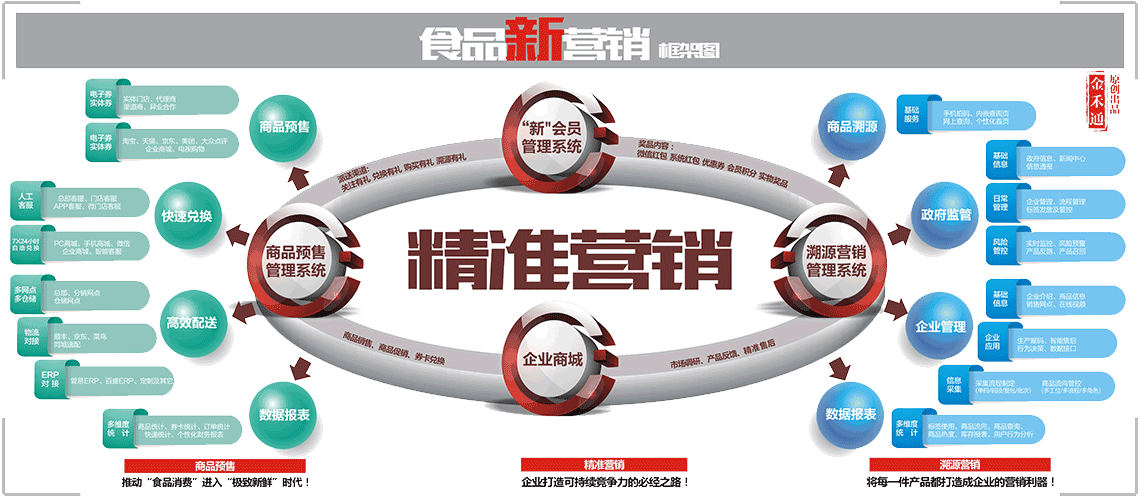 食品新营销 框架图
原创出品
金禾通
电子券
实体券
实体门店、代理商
渠道商、异业合作
电子券
实体券
淘宝、天猫、京东、美团、大众点评
企业商城、电视购物
商品预售
人工
客服
总部客服、门店客服
APP客服、微门店客服
7X24小时
自助兑换
PC商城、手机商城、微信
企业商城、智能客服
快速兑换
多网点
多仓储
总部、分销网点
仓储网点
物流
对接
顺丰、京东、菜鸟
同城速配
ERP
对接
管易ERP、百盛ERP、定制及其它
高效配送
多维度
统 计
商品统计、券卡统计、订单统计
快递统计、个性化财务报表
数据报表
“新”会员
管理系统
派送渠道:
关注有礼 兑换有礼 购买有礼 溯源有礼
奖品内容:
微信红包 系统红包 优惠券 会员积分 实物奖品
商品预售
管理系统
精准营销
溯源营销
管理系统
企业商城
商品销售、商品促销、券卡兑换
市场调研、产品反馈、精准售后
商品溯源
基础
服务
手机扫码、内嵌查询页
网上查询、个性化首页
政府监管
基础
信息
政府信息、新闻中心
信息通报
日常
管理
企业管理、流程管理
标签发放及管控
风险
管控
实时监控、风险预警
产品反馈、产品召回
企业管理
基础
信息
企业介绍、商品信息
销售网点、在线视频
企业
应用
生产赋码、智能售后
行为决策、数据接口
信息
采集
采集流程制定
商品流向管控
(多工位/多流程/多角色)
数据报表
多维度
统 计
标签使用、商品流向、商品查询、
商品热度、库存报表、用户行为分析
商品预售
推动“食品消费”进入“极致新鲜”时代！
精准营销
企业打造可持续竞争力的必经之路！
溯源营销
将每一件产品都打造成企业的营销利器！